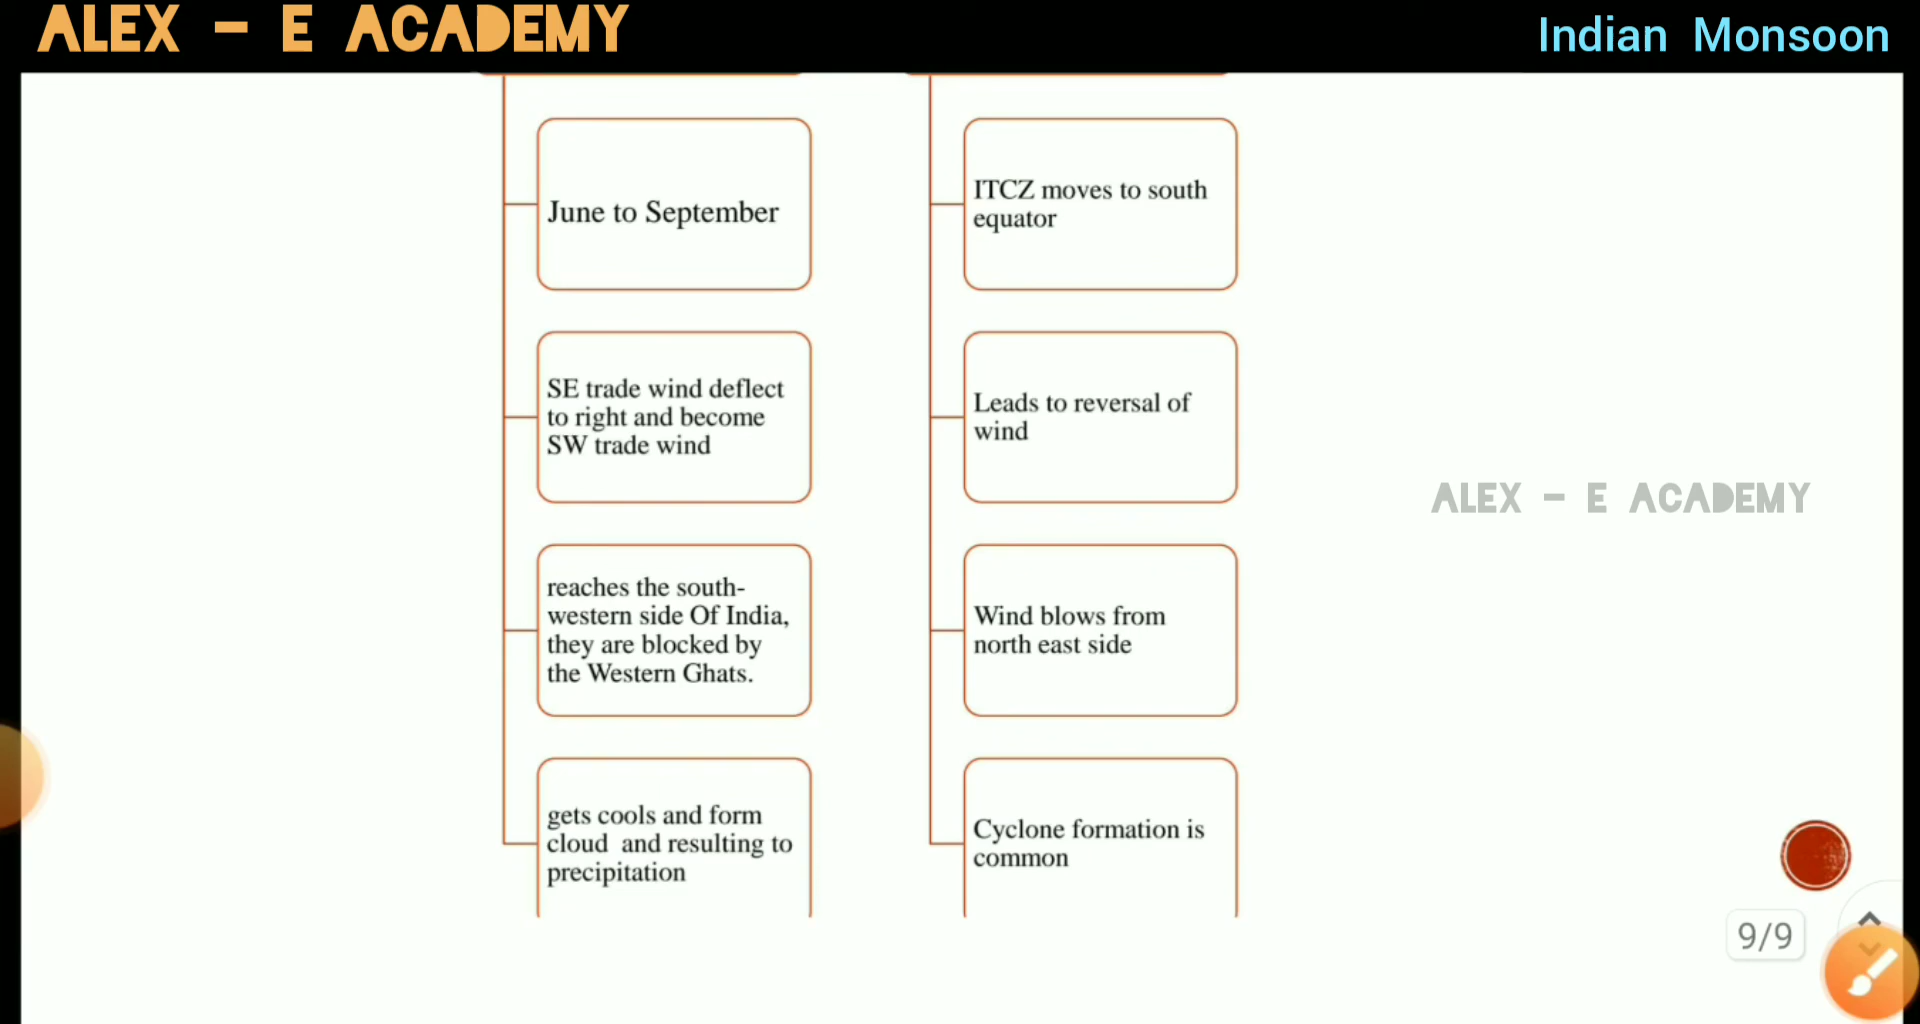 ALEX - E ACADEMY
Indian Monsoon
June to September
SE trade wind deflect
to right and become
SW trade wind
reaches the south-
western side Of India,
they are blocked by
the Western Ghats.
gets cools and form
cloud and resulting to
precipitation
ITCZ moves to south
equator
Leads to reversal of
wind
Wind blows from
north east side
Cyclone formation is
common
ALEX - E ACADEMY
9/9